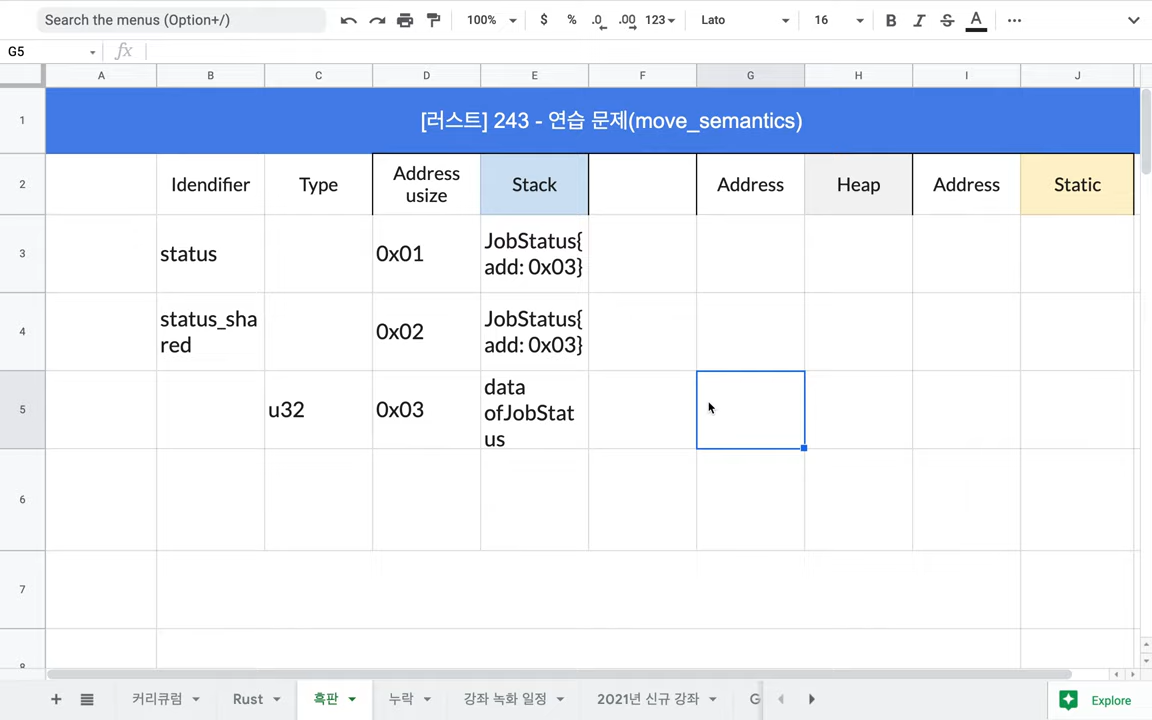 Search the menus (Option+/)
100%
$
%
.0
.00
123
Lato
16
B
I
S
A
G5
fx
A
B
C
D
E
F
G
H
I
J
1
[러스트] 243 - 연습 문제(move_semantics)
2
Idendifier
Type
Address
usize
Stack
Address
Heap
Address
Static
3
status
0x01
JobStatus{
add: 0x03}
4
status_sha
red
0x02
JobStatus{
add: 0x03}
5
u32
0x03
data
ofJobStat
us
6
7
8
커리큐럼
Rust
흑판
누락
강좌 녹화 일정
2021년 신규 강좌
G
Explore